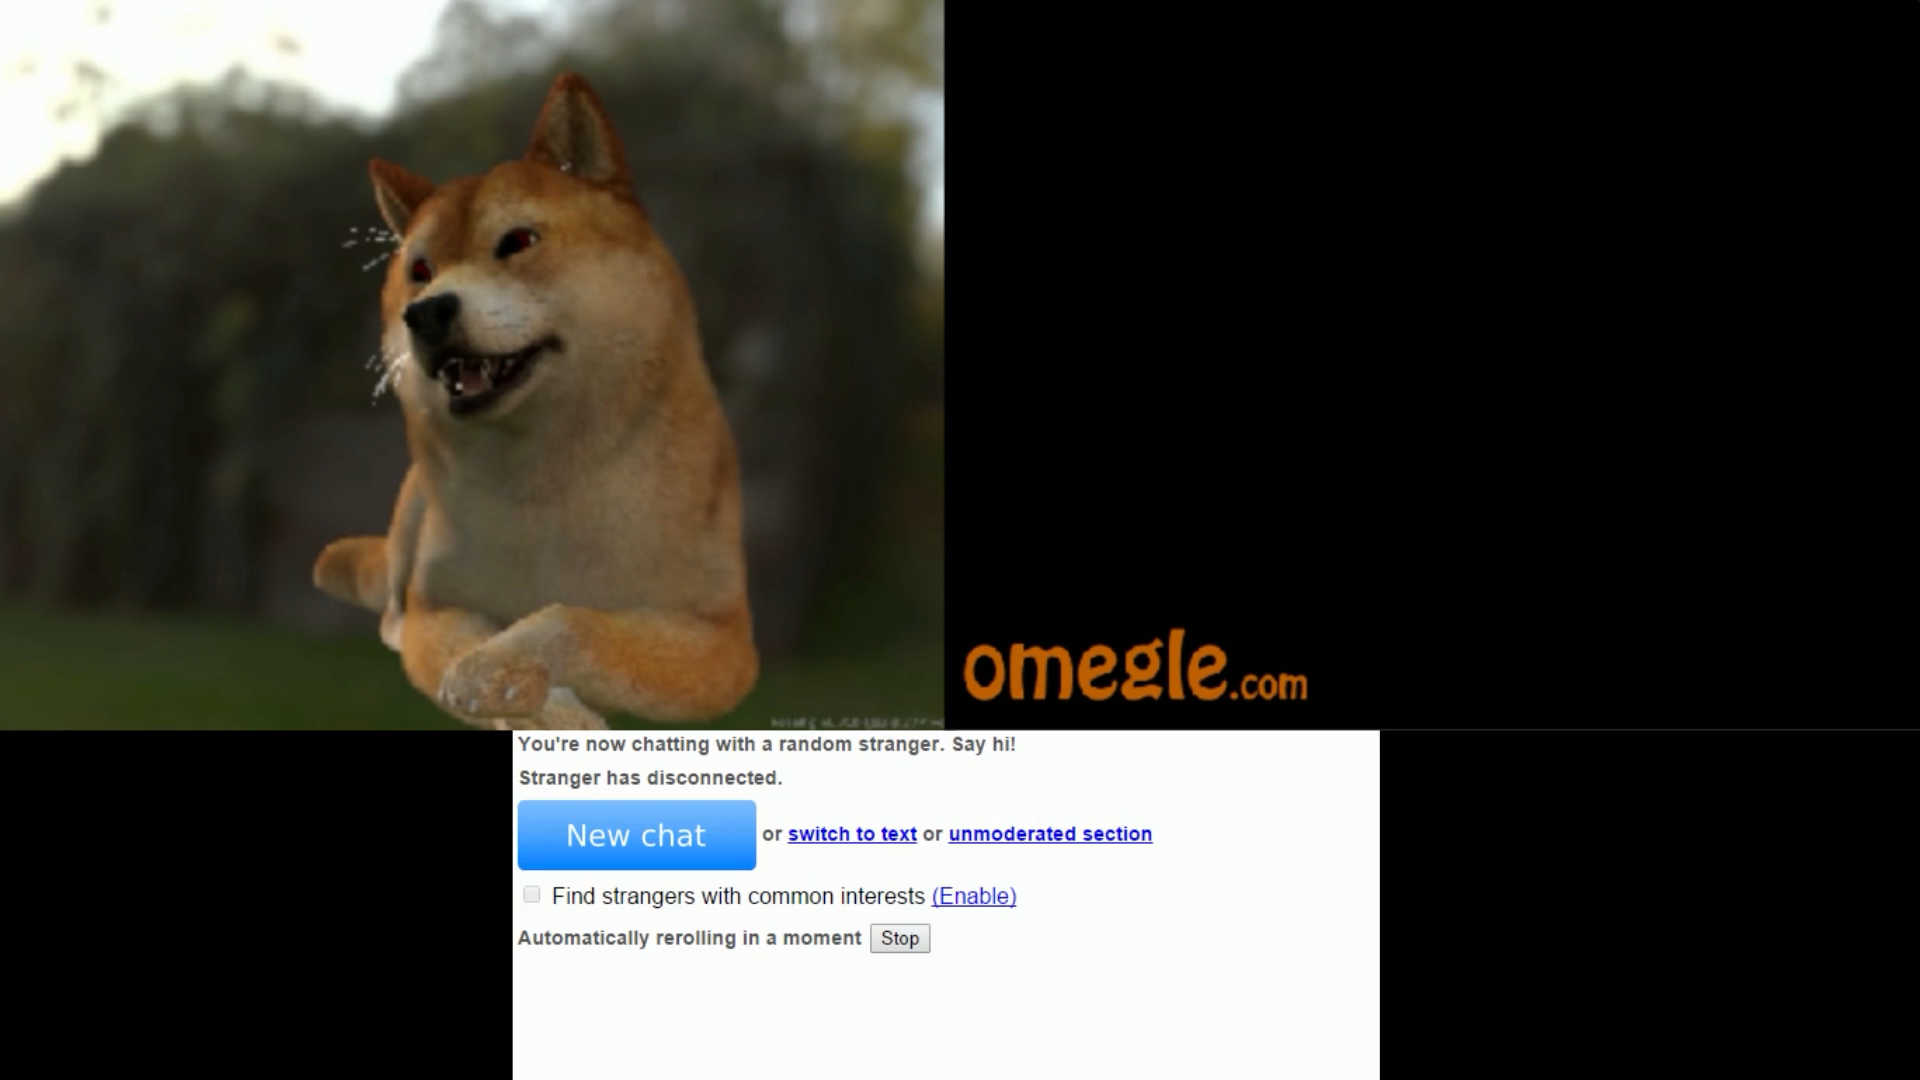 omegle.com
You're now chatting with a random stranger. Say hi!
Stranger has disconnected.
New chat or switch to text or unmoderated section
Find strangers with common interests (Enable)
Automatically rerolling in a moment Stop